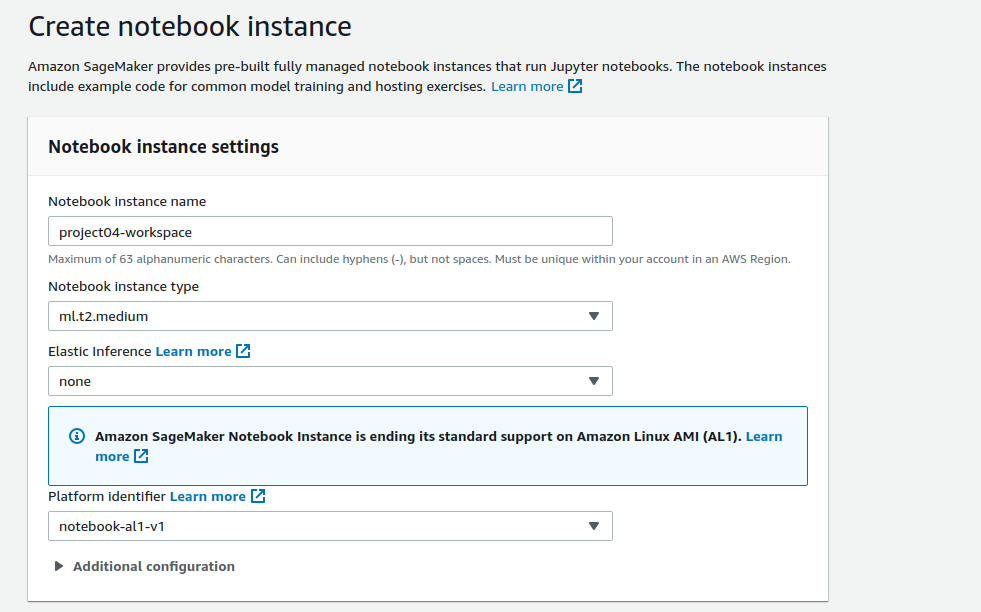 Create notebook instance
Amazon SageMaker provides pre-built fully managed notebook instances that run Jupyter notebooks. The notebook instances
include example code for common model training and hosting exercises. Learn more
Notebook instance settings
Notebook instance name
project04-workspace
Maximum of 63 alphanumeric characters. Can include hyphens (-), but not spaces. Must be unique within your account in an AWS Region.
Notebook instance type
ml.t2.medium
Elastic Inference Learn more
none
Amazon SageMaker Notebook Instance is ending its standard support on Amazon Linux AMI (AL1). Learn
more
Platform identifier Learn more
notebook-al1-v1
Additional configuration